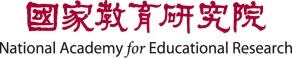 國家教育研究院
National Academy for Educational Research